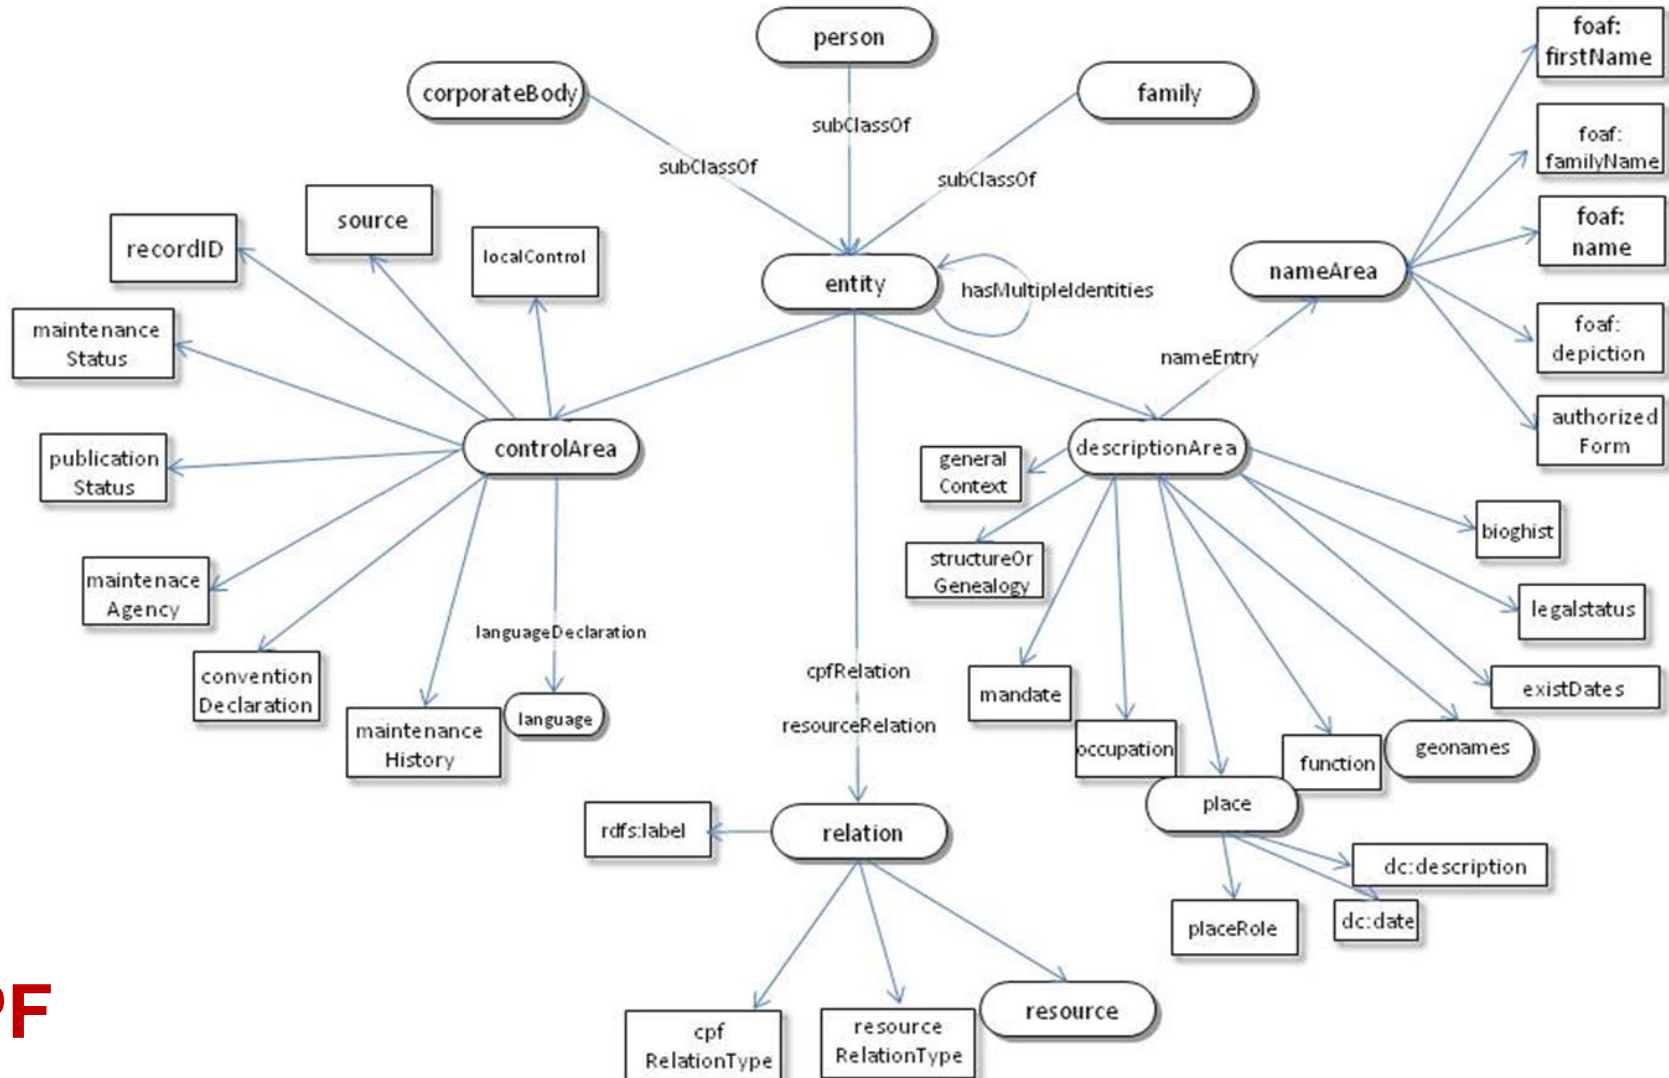 person
corporateBody
family
subClassOf
subClassOf
subClassOf
foaf:
firstName
foaf:
familyName
foaf:
name
foaf:
depiction
authorized
Form
nameArea
nameEntry
entity
hasMultipleIdentities
source
recordID
localControl
maintenance
Status
publication
Status
maintenace
Agency
convention
Declaration
maintenance
History
languageDeclaration
language
controlArea
descriptionArea
general
Context
structureOr
Genealogy
mandate
occupation
place
function
geonames
existDates
legalstatus
bioghist
cpfRelation
resourceRelation
rdfs:label
relation
dc:description
dc:date
placeRole
cpf
RelationType
resource
RelationType
resource
PF